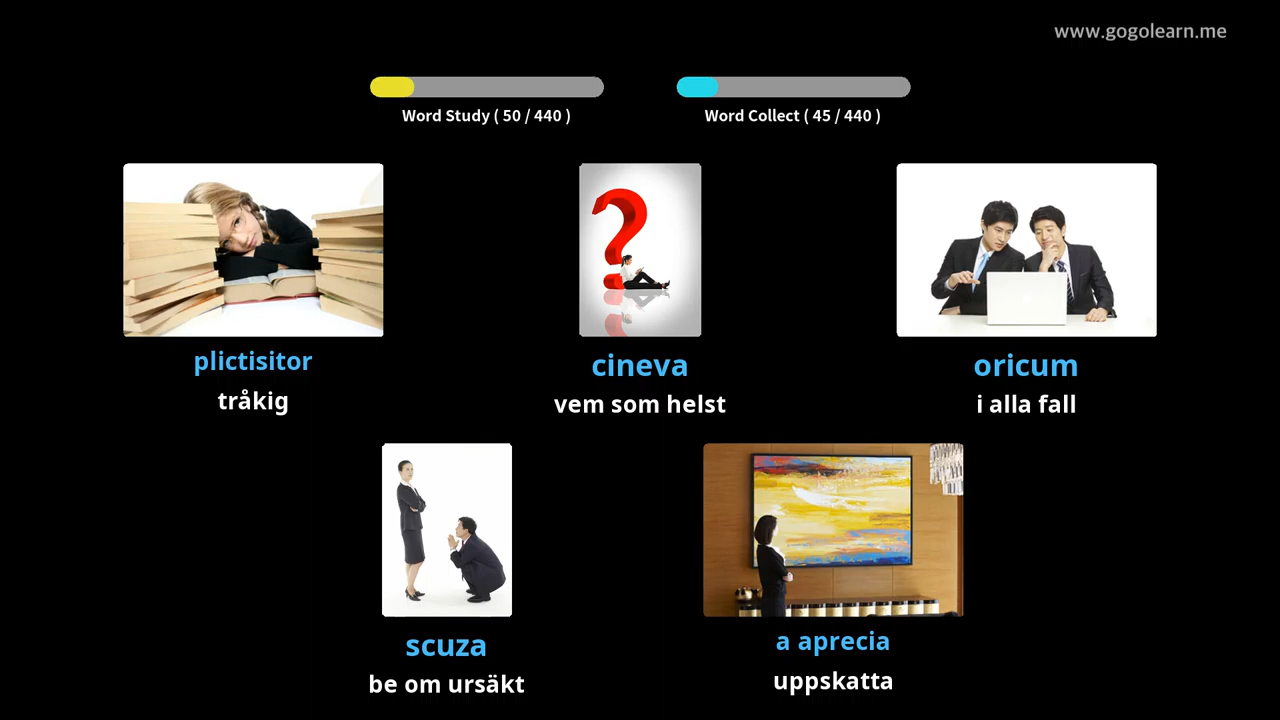 www.gogolearn.me
Word Study ( 50 / 440 )
Word Collect ( 45 / 440 )
plictisitor
tråkig
cineva
vem som helst
oricum
i alla fall
scuza
be om ursäkt
a aprecia
uppskatta